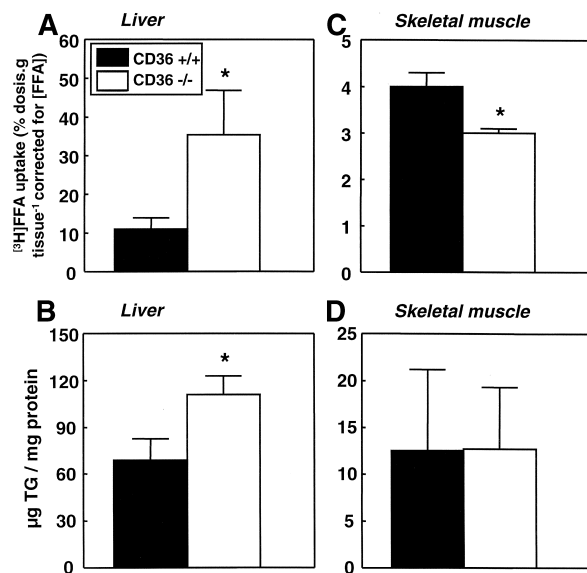 A
Liver
C
Skeletal muscle
[³H]FFA uptake (% dosis.g
tissue⁻¹ corrected for [FFA])
60
50
40
30
20
10
0
CD36 +/+
CD36 -/-
*
5
4
3
2
1
0
*
B
Liver
D
Skeletal muscle
µg TG / mg protein
150
120
90
60
30
0
*
25
20
15
10
5
0